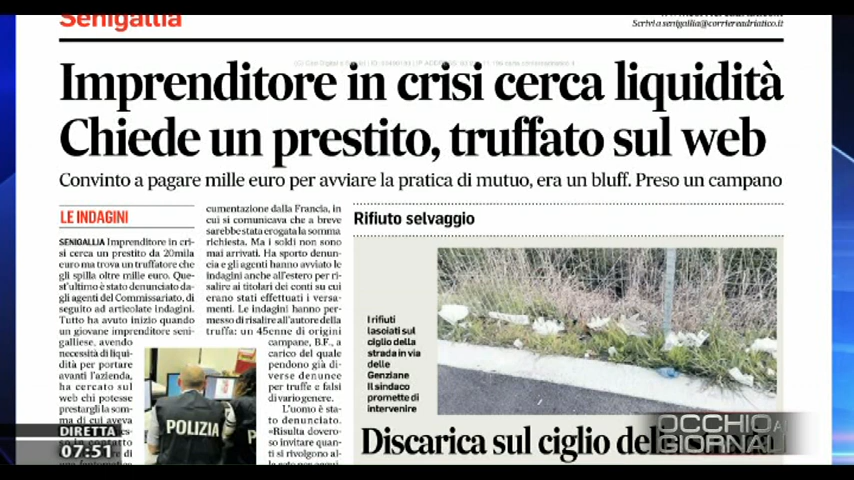 Senigallia
Scrivi a senigallia@corriereadriatico.it
Imprenditore in crisi cerca liquidità
Chiede un prestito, truffato sul web
Convinto a pagare mille euro per avviare la pratica di mutuo, era un bluff. Preso un campano
LE INDAGINI
SENIGALLIA Imprenditore in cri-
si cerca un prestito da 20mila
euro ma trova un truffatore che
gli spilla oltre mille euro. Que-
st'ultimo è stato denunciato da-
gli agenti del Commissariato, di
seguito ad articolate indagini.
Tutto ha avuto inizio quando
un giovane imprenditore seni-
galliese, avendo
necessità di liqui-
dità per portare
avanti l'azienda,
ha cercato sul
web chi potesse
prestargli la som-
ma di cui aveva
in contatto
cumentazione dalla Francia, in
cui si comunicava che a breve
sarebbe stata erogata la somma
richiesta. Ma i soldi non sono
mai arrivati. Ha sporto denun-
cia e gli agenti hanno avviato le
indagini anche all'estero per ri-
salire ai titolari dei conti su cui
erano stati effettuati i versa-
menti. Le indagini hanno per-
messo di risalire all'autore della
truffa: un 45enne di origini
campane, B.F., a
carico del quale
pendono già di-
verse denunce
per truffe e falsi
di vario genere.
L'uomo è sta-
to denunciato.
«Risulta dovero-
so invitare quan-
ti si rivolgono al-
POLIZIA
Rifiuto selvaggio
I rifiuti
lasciati sul
ciglio della
strada in via
delle
Genziane
Il sindaco
promette di
intervenire
Discarica sul ciglio della
OCCHIO AI
GIORNALI
DIRETTA
07:51